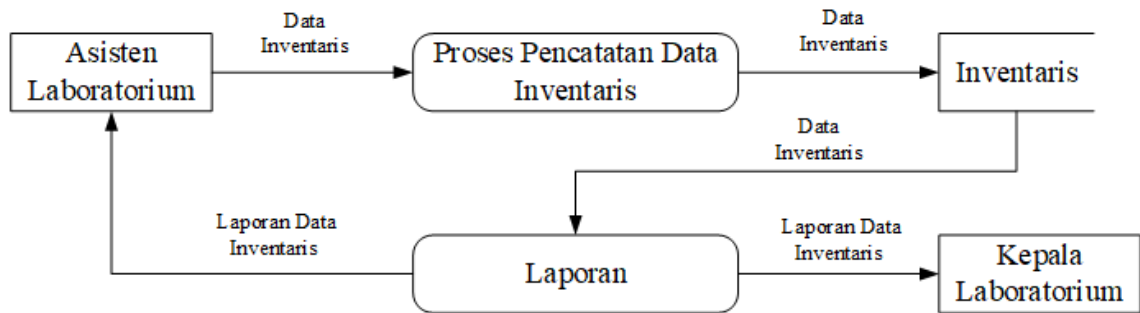 Data
Inventaris
Data
Inventaris
Asisten
Laboratorium
Proses Pencatatan Data
Inventaris
Inventaris
Data
Inventaris
Laporan Data
Inventaris
Laporan Data
Inventaris
Laporan
Kepala
Laboratorium